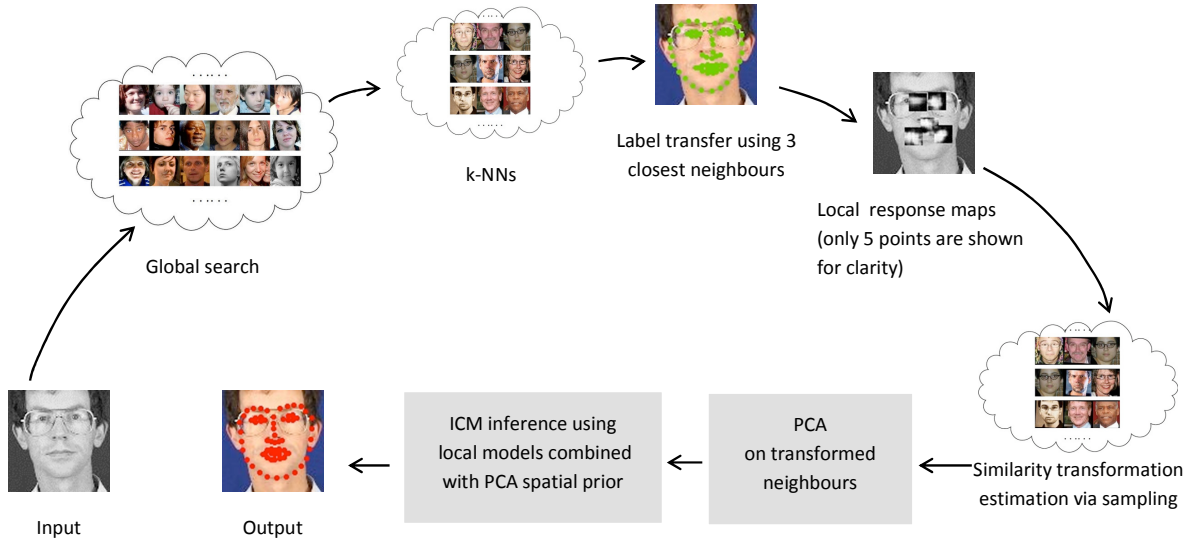 Input
Global search
k-NNs
Label transfer using 3
closest neighbours
Local response maps
(only 5 points are shown
for clarity)
Similarity transformation
estimation via sampling
PCA
on transformed
neighbours
ICM inference using
local models combined
with PCA spatial prior
Output